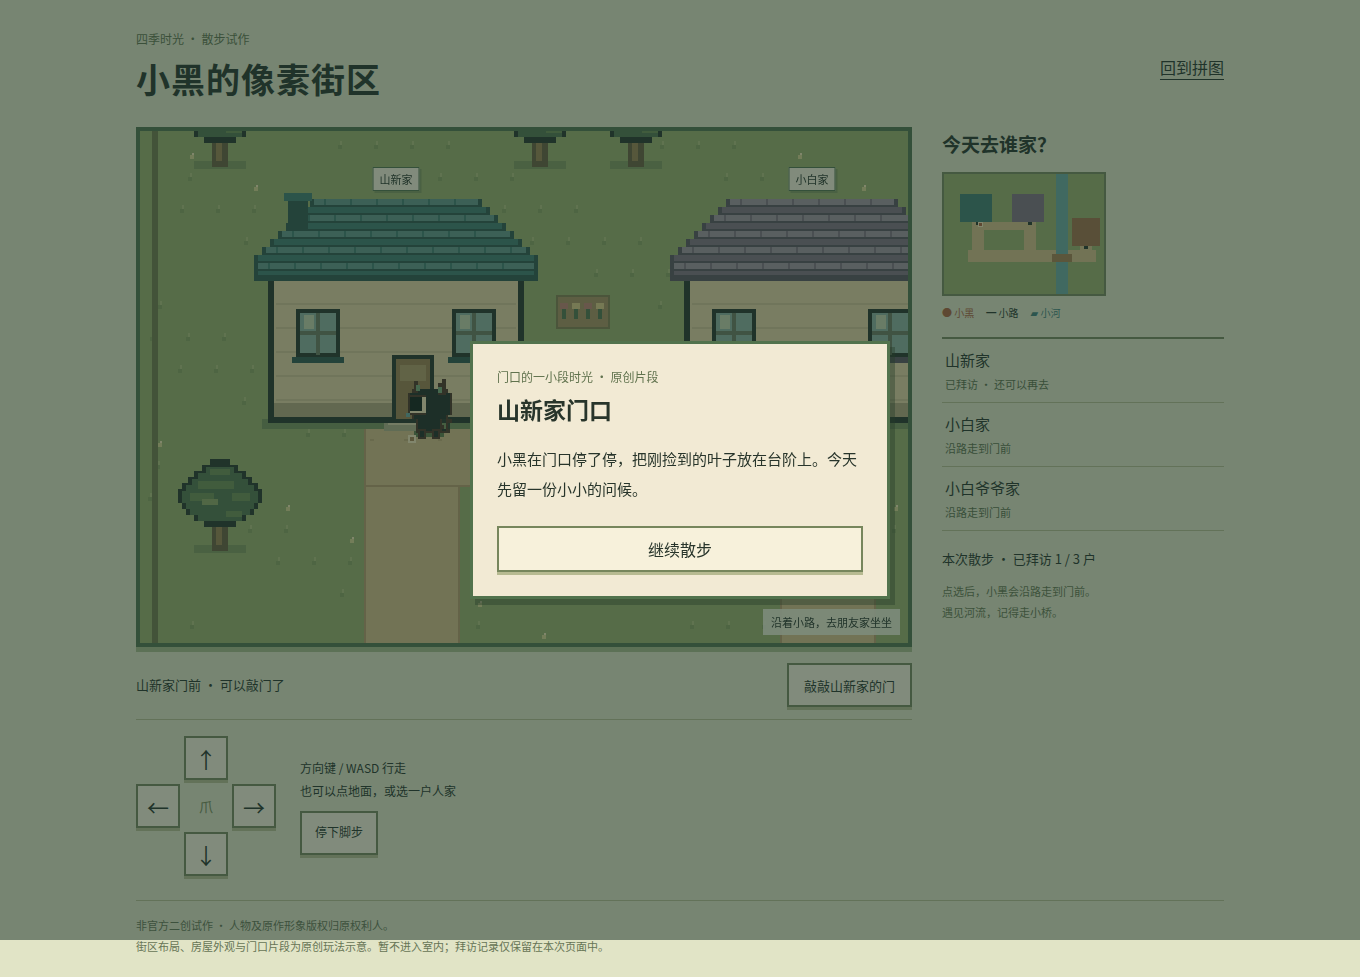 四季时光 · 散步试作
小黑的像素街区
回到拼图
山新家
小白家
今天去谁家？
小黑 小路 小河
山新家
已拜访 · 还可以再去
小白家
沿路走到门前
小白爷爷家
沿路走到门前
本次散步 · 已拜访 1 / 3 户
点选后，小黑会沿路走到门前。
遇见河流，记得走小桥。
门口的一小段时光 · 原创片段
山新家门口
小黑在门口停了停，把刚捡到的叶子放在台阶上。今天
先留一份小小的问候。
继续散步
沿着小路，去朋友家坐坐
山新家门前 · 可以敲门了
敲敲山新家的门
↑
← 爪 →
↓
方向键 / WASD 行走
也可以点地面，或选一户人家
停下脚步
非官方二创试作 · 人物及原作形象版权归原权利人。
街区布局、房屋外观与门口片段为原创玩法示意。暂不进入室内；拜访记录仅保留在本次页面中。